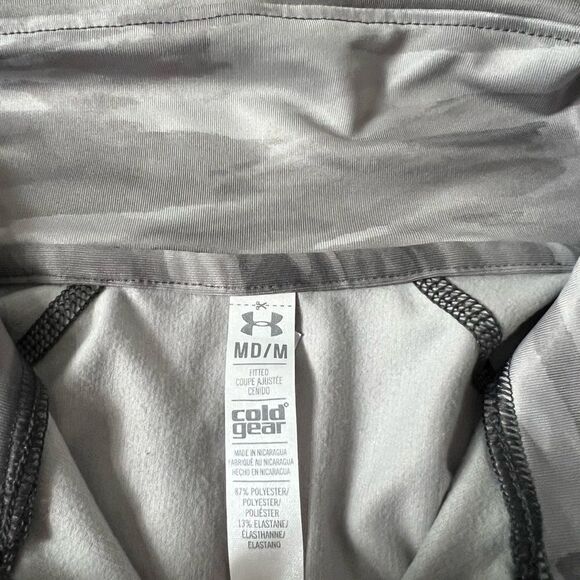 MD/M
FITTED
COUPE AJUSTÉE
CEÑIDO
cold
gear
MADE IN NICARAGUA
FABRIQUÉ AU NICARAGUA
HECHO EN NICARAGUA
87% POLYESTER/
POLYESTER/
POLIÉSTER
13% ELASTANE/
ÉLASTHANNE/
ELASTANO